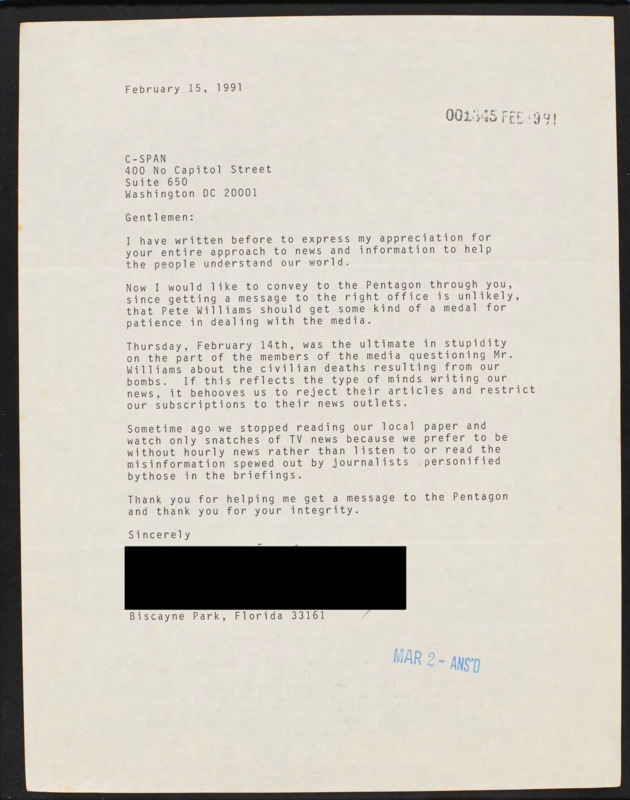 February 15, 1991
001345 FEB-991
C-SPAN
400 No Capitol Street
Suite 650
Washington DC 20001
Gentlemen:
I have written before to express my appreciation for
your entire approach to news and information to help
the people understand our world.
Now I would like to convey to the Pentagon through you,
since getting a message to the right office is unlikely,
that Pete Williams should get some kind of a medal for
patience in dealing with the media.
Thursday, February 14th, was the ultimate in stupidity
on the part of the members of the media questioning Mr.
Williams about the civilian deaths resulting from our
bombs.  If this reflects the type of minds writing our
news, it behooves us to reject their articles and restrict
our subscriptions to their news outlets.
Sometime ago we stopped reading our local paper and
watch only snatches of TV news because we prefer to be
without hourly news rather than listen to or read the
misinformation spewed out by journalists personified
bythose in the briefings.
Thank you for helping me get a message to the Pentagon
and thank you for your integrity.
Sincerely
Biscayne Park, Florida 33161
MAR 2- ANS'D